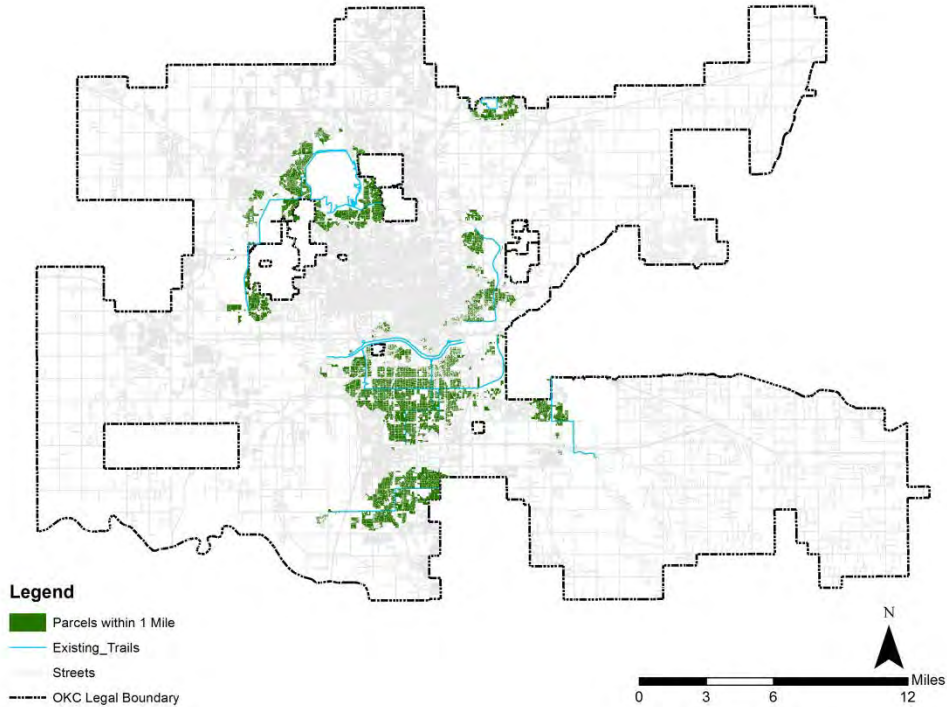 Legend
Parcels within 1 Mile
Existing_Trails
Streets
OKC Legal Boundary
N
Miles
0 3 6 12